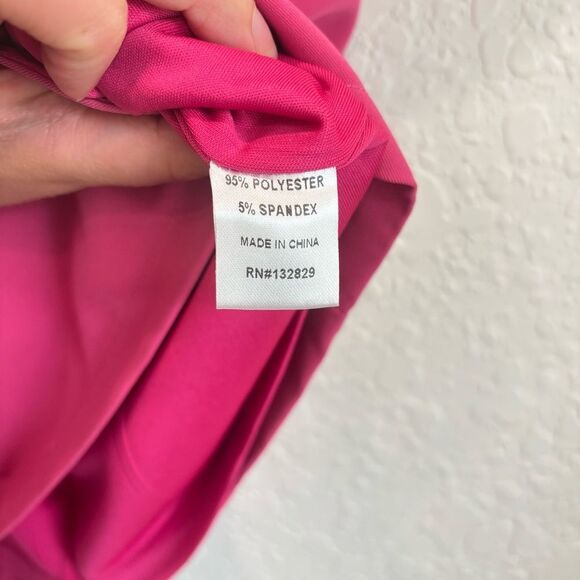 95% POLYESTER
5% SPANDEX
MADE IN CHINA
RN#132829